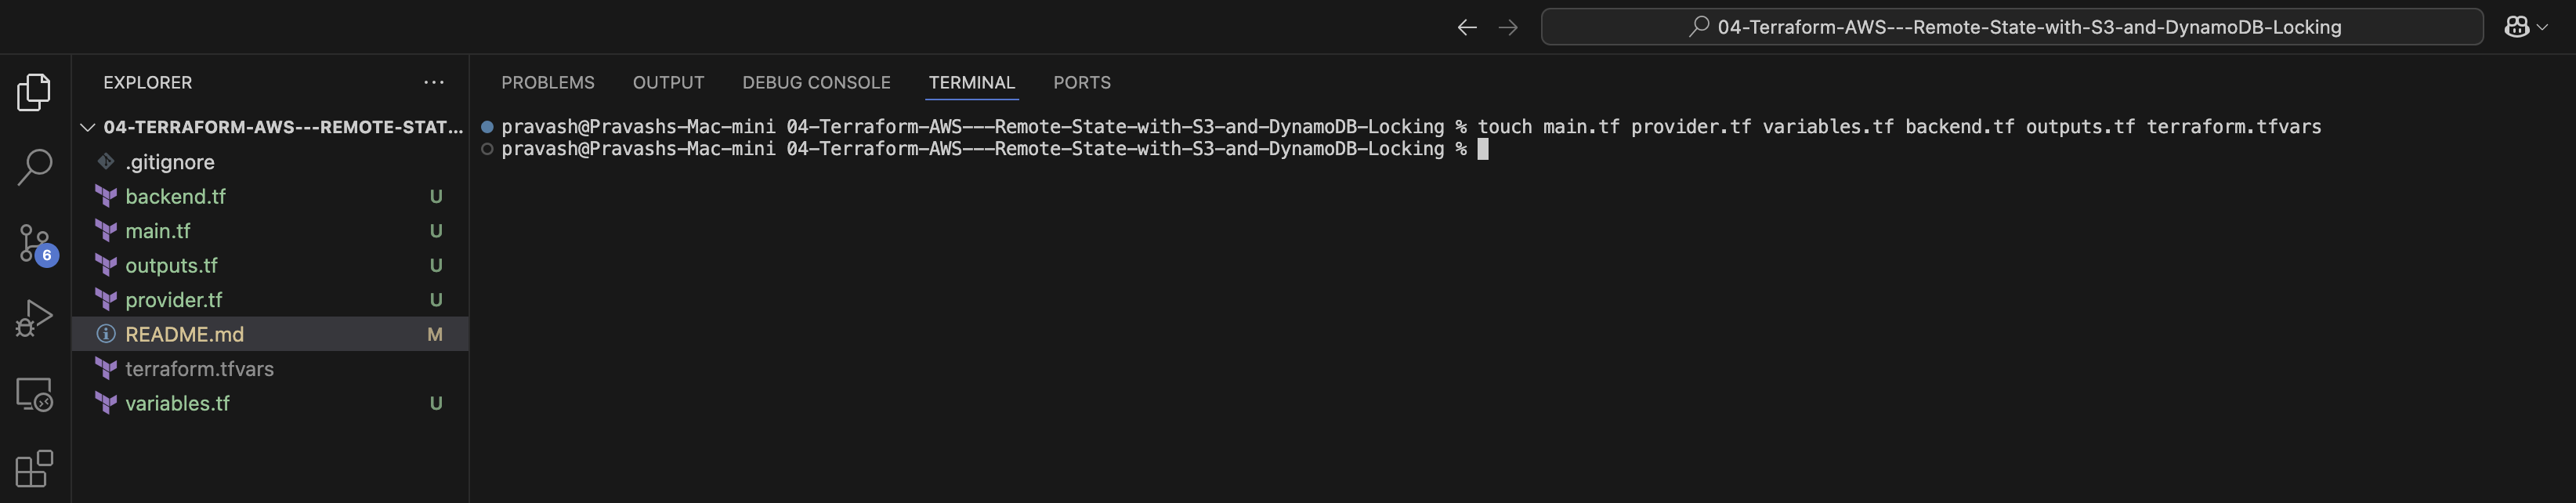 04-Terraform-AWS---Remote-State-with-S3-and-DynamoDB-Locking
EXPLORER
04-TERRAFORM-AWS---REMOTE-STAT...
.gitignore
backend.tf U
main.tf U
outputs.tf U
provider.tf U
README.md M
terraform.tfvars
variables.tf U
6
PROBLEMS OUTPUT DEBUG CONSOLE TERMINAL PORTS
pravash@Pravashs-Mac-mini 04-Terraform-AWS---Remote-State-with-S3-and-DynamoDB-Locking % touch main.tf provider.tf variables.tf backend.tf outputs.tf terraform.tfvars
pravash@Pravashs-Mac-mini 04-Terraform-AWS---Remote-State-with-S3-and-DynamoDB-Locking %